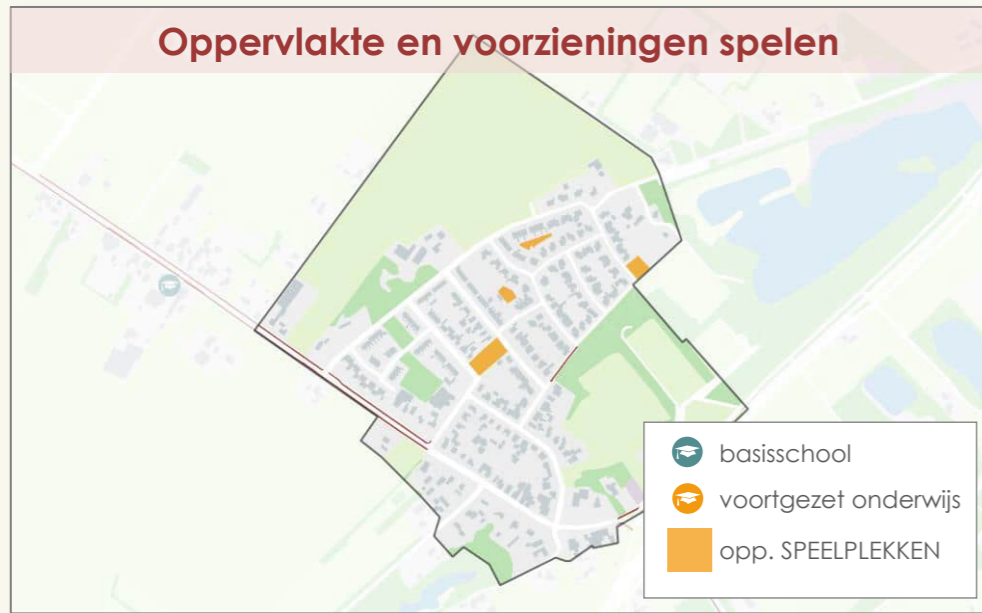 Oppervlakte en voorzieningen spelen
basisschool
voortgezet onderwijs
opp. SPEELPLEKKEN